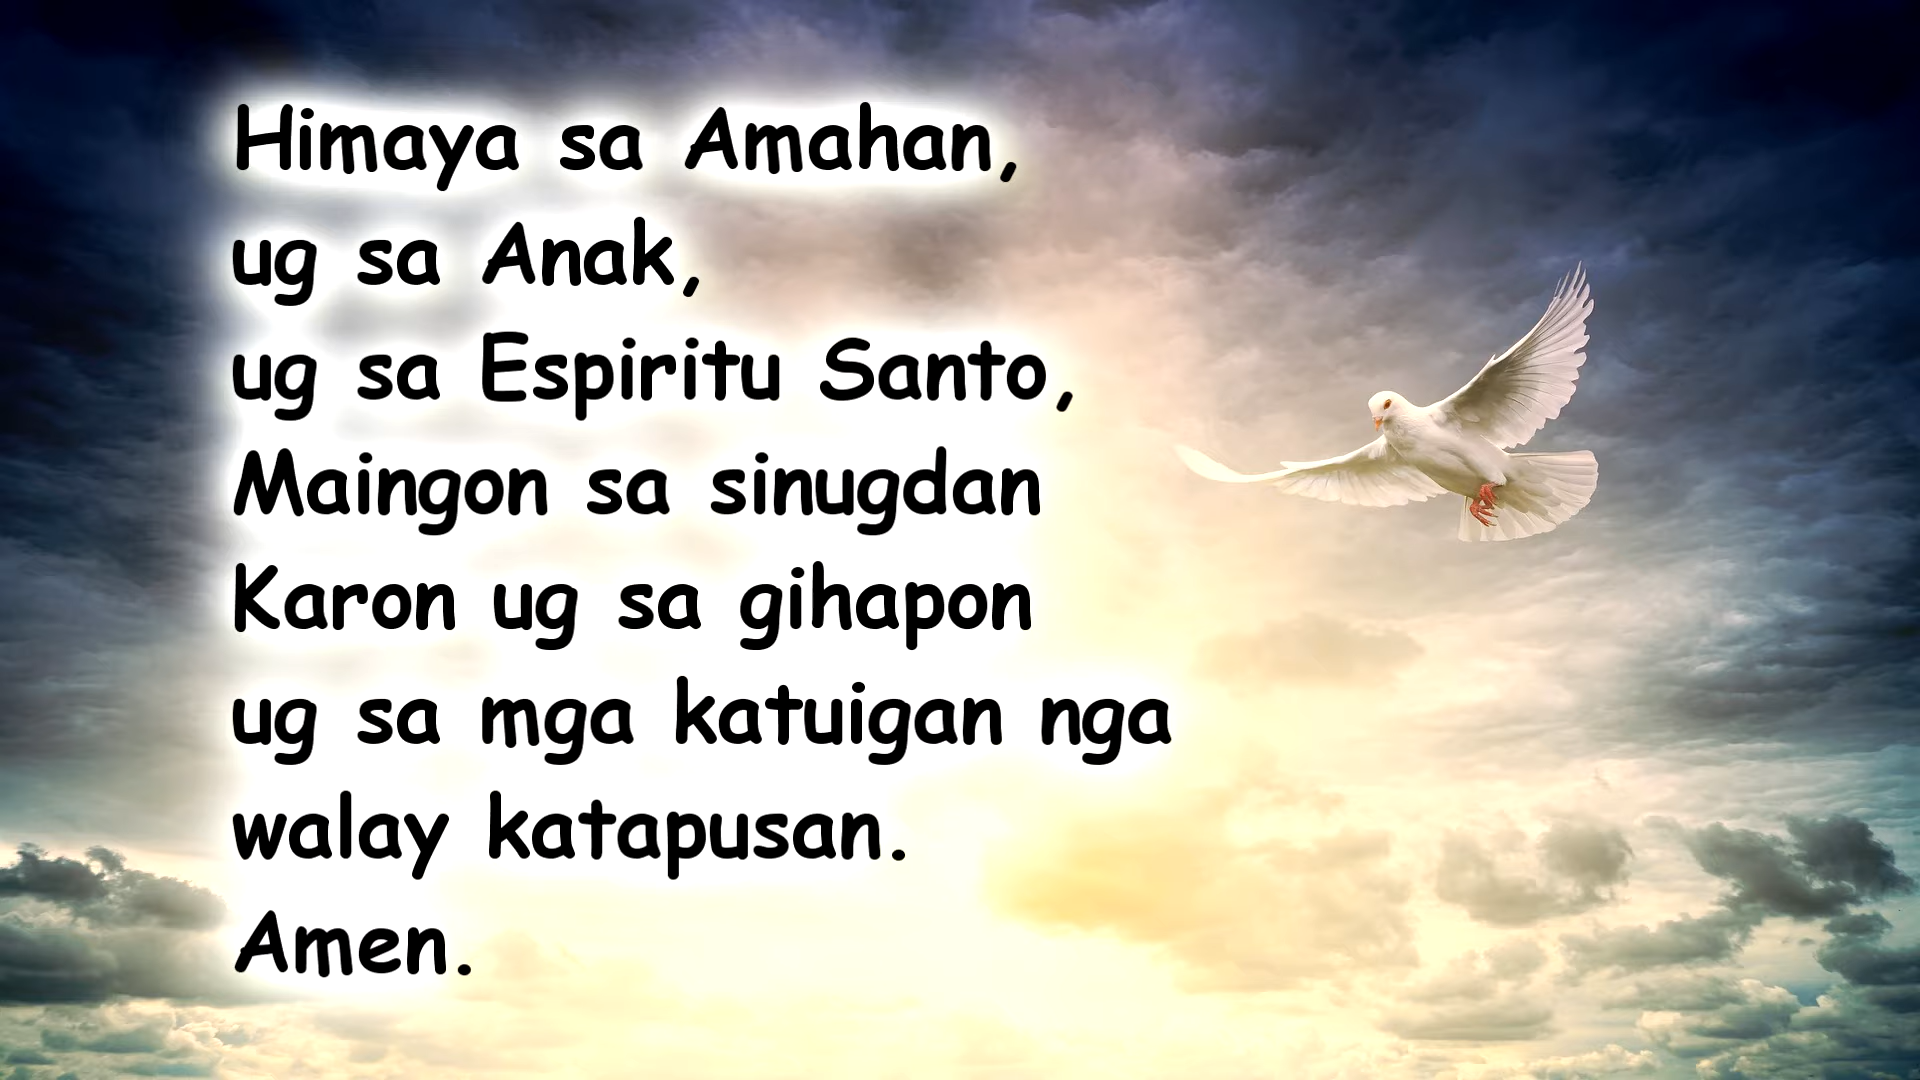 Himaya sa Amahan,
ug sa Anak,
ug sa Espiritu Santo,
Maingon sa sinugdan
Karon ug sa gihapon
ug sa mga katuigan nga
walay katapusan.
Amen.